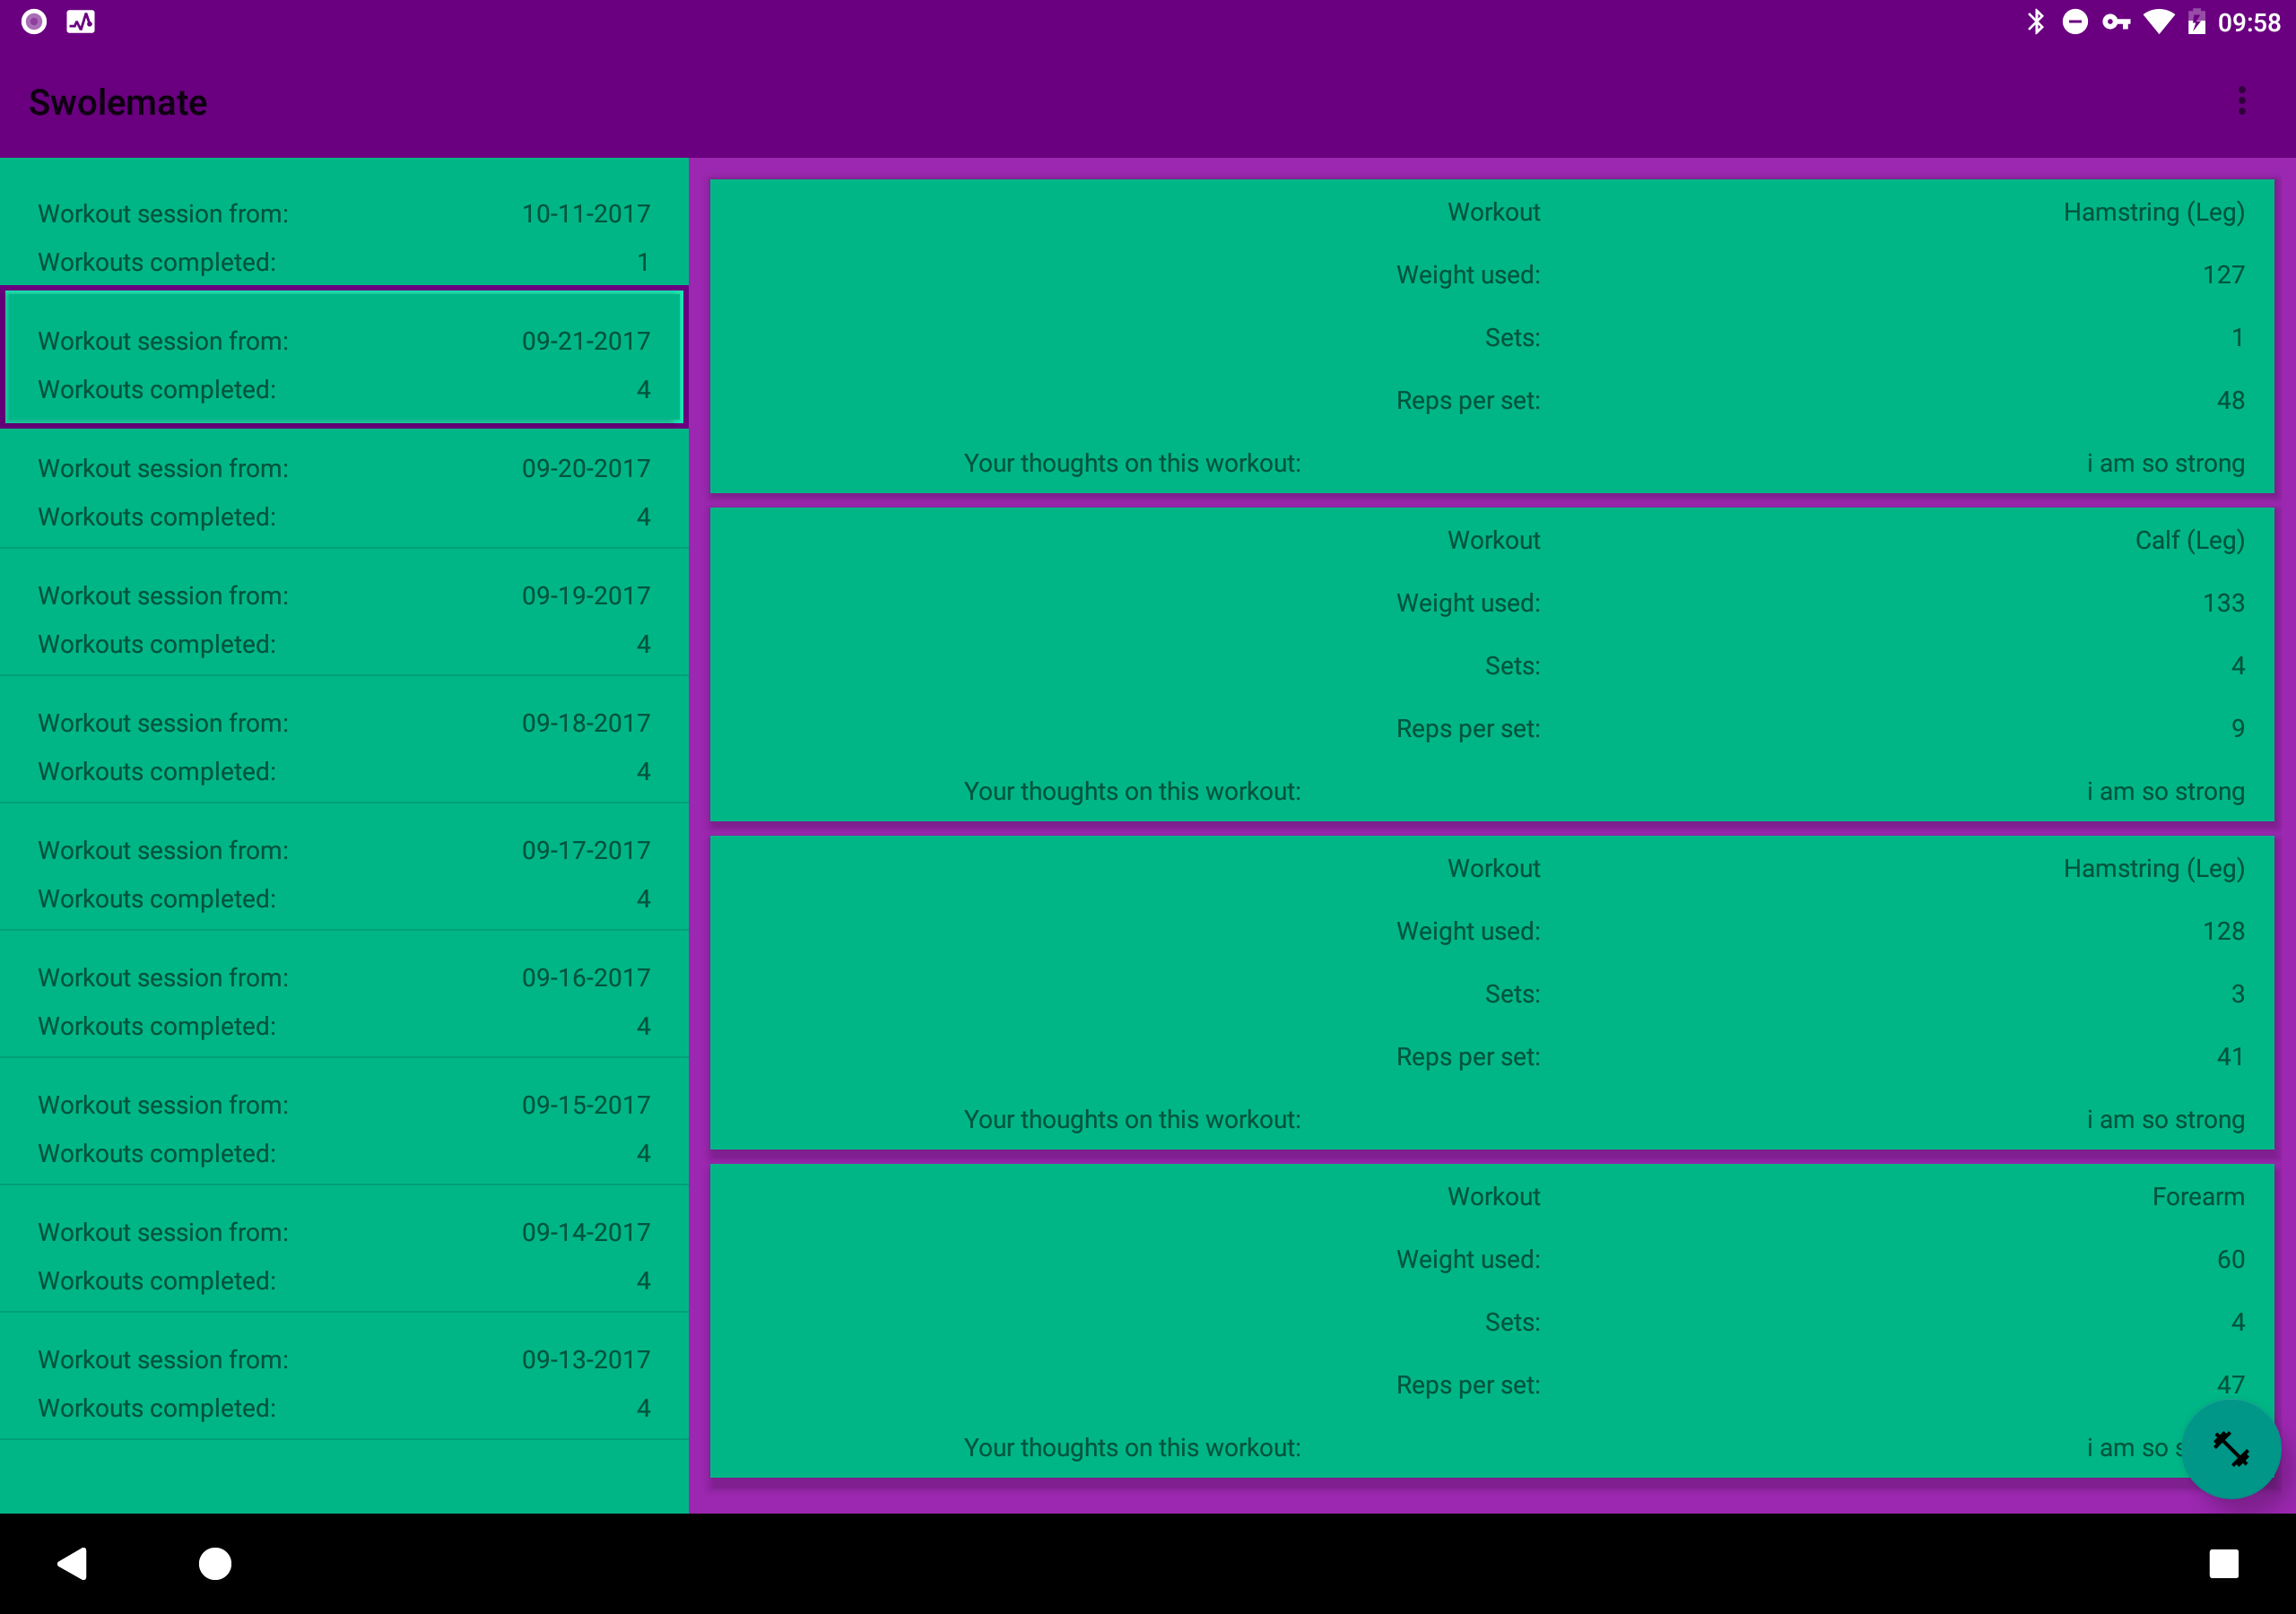 09:58
Swolemate
Workout session from: 10-11-2017
Workouts completed: 1
Workout session from: 09-21-2017
Workouts completed: 4
Workout session from: 09-20-2017
Workouts completed: 4
Workout session from: 09-19-2017
Workouts completed: 4
Workout session from: 09-18-2017
Workouts completed: 4
Workout session from: 09-17-2017
Workouts completed: 4
Workout session from: 09-16-2017
Workouts completed: 4
Workout session from: 09-15-2017
Workouts completed: 4
Workout session from: 09-14-2017
Workouts completed: 4
Workout session from: 09-13-2017
Workouts completed: 4
Workout Hamstring (Leg)
Weight used: 127
Sets: 1
Reps per set: 48
Your thoughts on this workout: i am so strong
Workout Calf (Leg)
Weight used: 133
Sets: 4
Reps per set: 9
Your thoughts on this workout: i am so strong
Workout Hamstring (Leg)
Weight used: 128
Sets: 3
Reps per set: 41
Your thoughts on this workout: i am so strong
Workout Forearm
Weight used: 60
Sets: 4
Reps per set: 47
Your thoughts on this workout: i am so